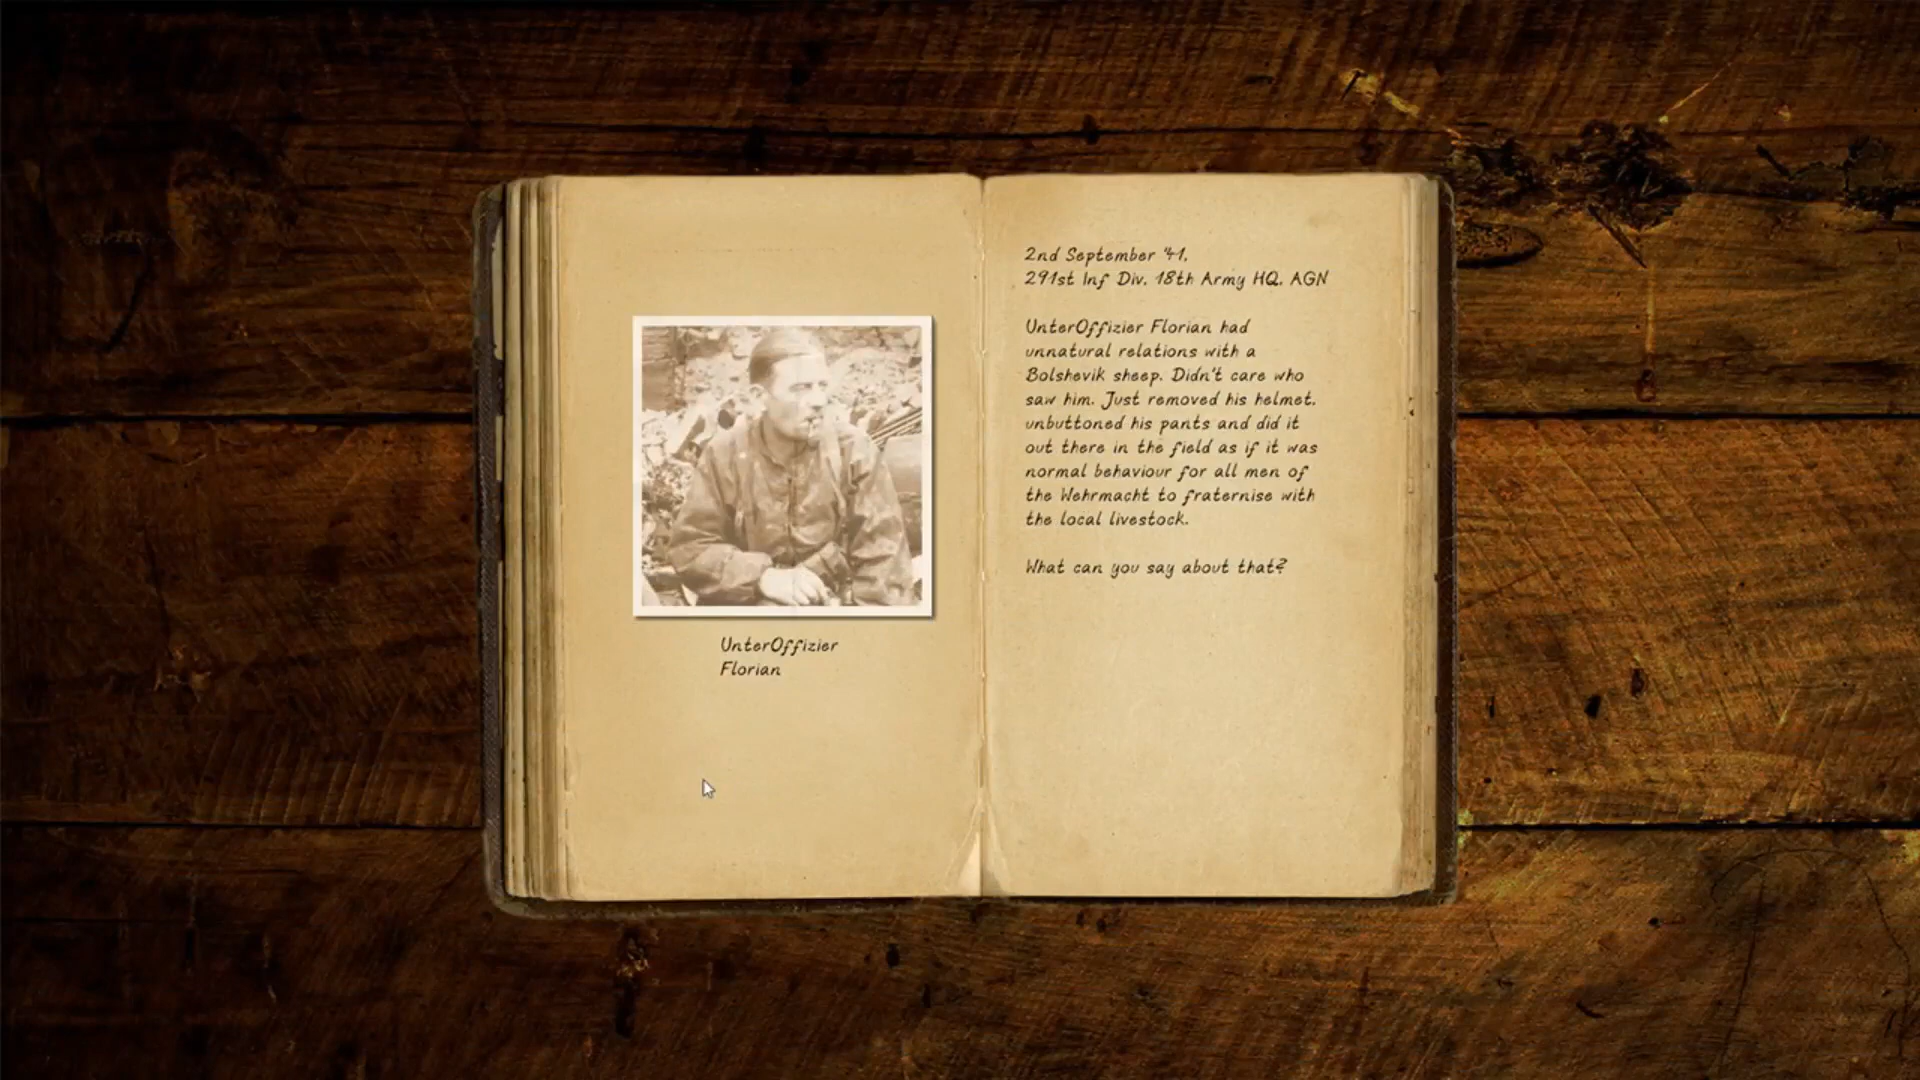 UnterOffizier
Florian
2nd September '41.
291st Inf Div. 18th Army HQ. AGN
UnterOffizier Florian had
unnatural relations with a
Bolshevik sheep. Didn't care who
saw him. Just removed his helmet.
unbuttoned his pants and did it
out there in the field as if it was
normal behaviour for all men of
the Wehrmacht to fraternise with
the local livestock.
What can you say about that?